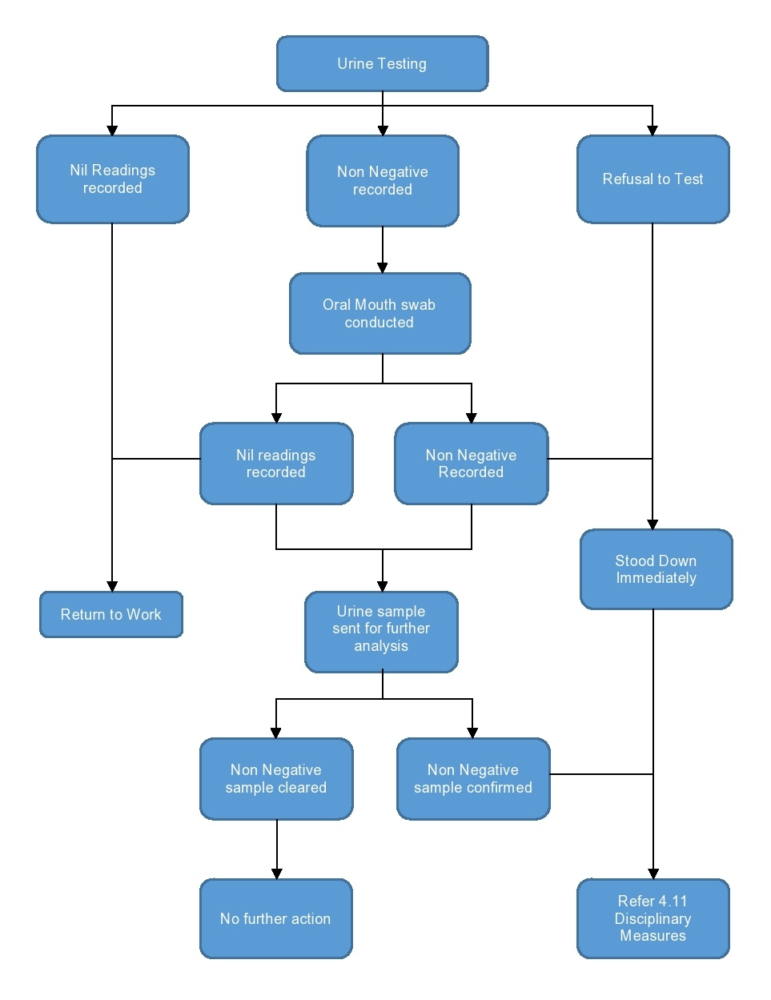 Urine Testing
Nil Readings
recorded
Non Negative
recorded
Refusal to Test
Oral Mouth swab
conducted
Nil readings
recorded
Non Negative
Recorded
Stood Down
Immediately
Return to Work
Urine sample
sent for further
analysis
Non Negative
sample cleared
Non Negative
sample confirmed
No further action
Refer 4.11
Disciplinary
Measures